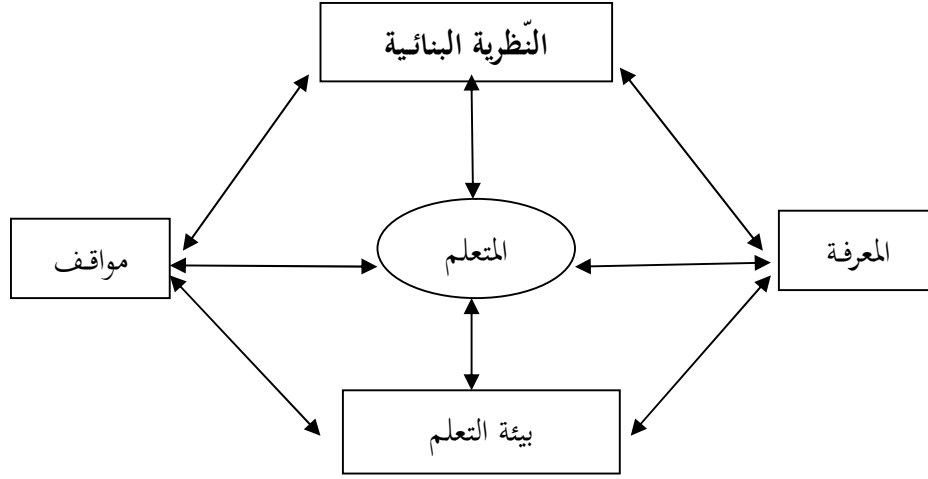 النّظرية البنائية
المعرفة
المتعلم
مواقف
بيئة التعلم